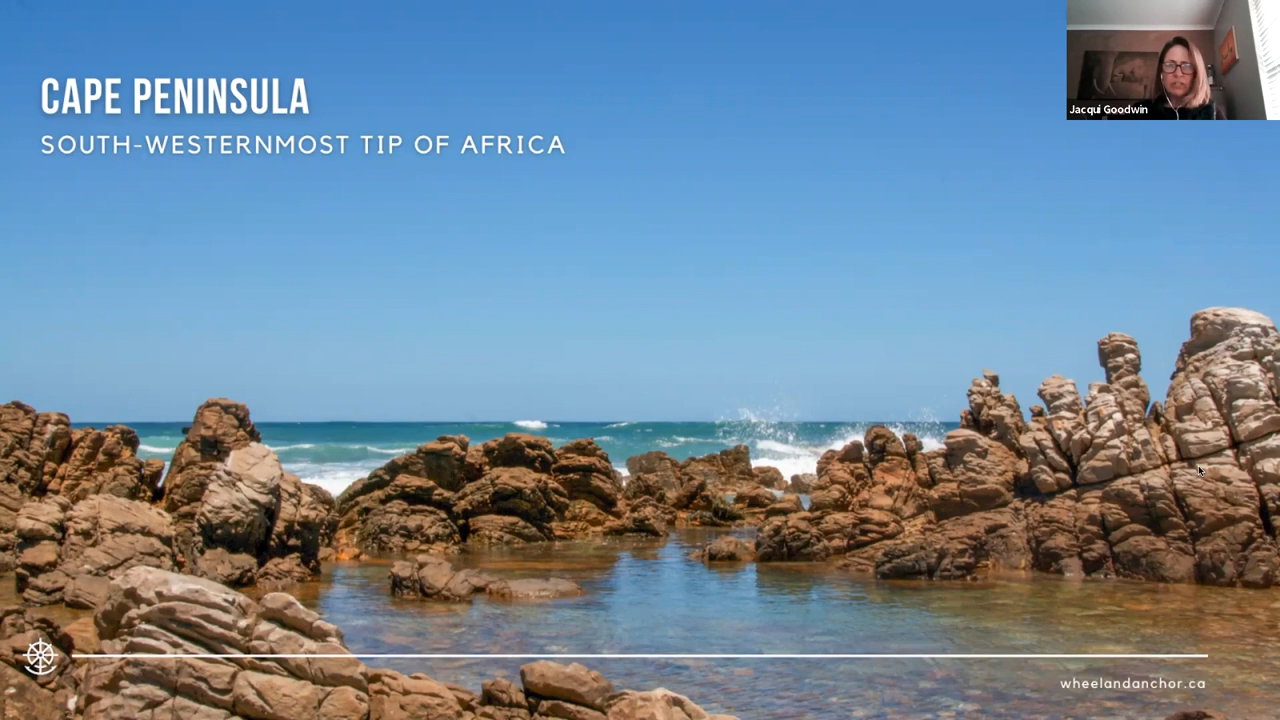 CAPE PENINSULA
SOUTH-WESTERNMOST TIP OF AFRICA
Jacqui Goodwin
wheelandanchor.ca